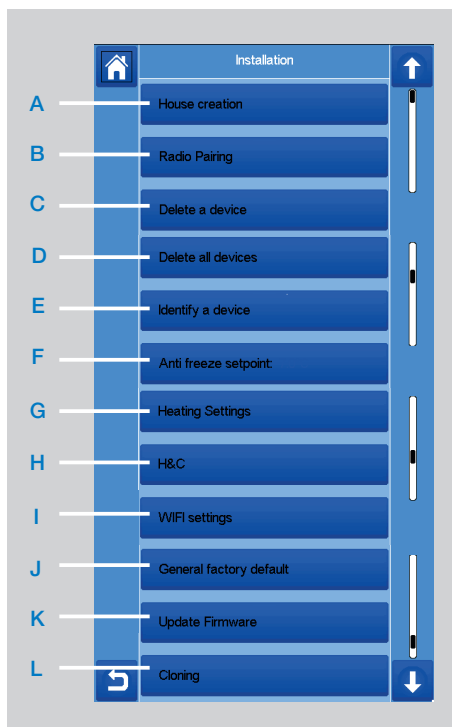 Installation
A House creation
B Radio Pairing
C Delete a device
D Delete all devices
E Identify a device
F Anti freeze setpoint:
G Heating Settings
H H&C
I WIFI settings
J General factory default
K Update Firmware
L Cloning